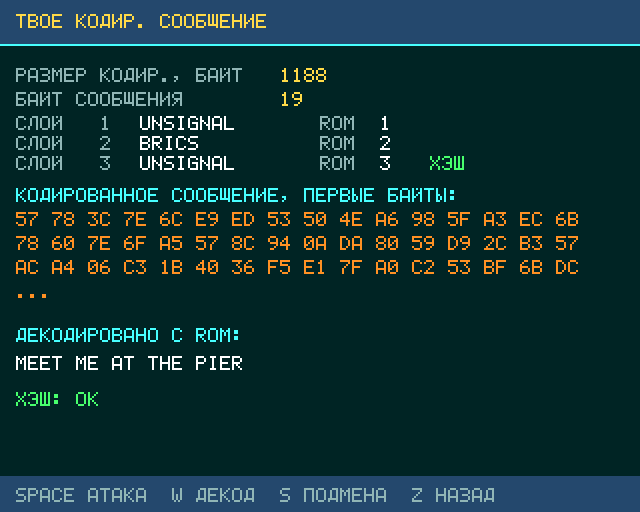 ТВОЕ КОДИР. СООБЩЕНИЕ
РАЗМЕР КОДИР., БАЙТ 1188
БАЙТ СООБЩЕНИЯ 19
СЛОЙ 1 UNSIGNAL ROM 1
СЛОЙ 2 BRICS ROM 2
СЛОЙ 3 UNSIGNAL ROM 3 ХЭШ
КОДИРОВАННОЕ СООБЩЕНИЕ, ПЕРВЫЕ БАЙТЫ:
57 78 3C 7E 6C E9 ED 53 50 4E A6 98 5F A3 EC 6B
78 60 7E 6F A5 57 8C 94 0A DA 80 59 D9 2C B3 57
AC A4 06 C3 1B 40 36 F5 E1 7F A0 C2 53 BF 6B DC
...
ДЕКОДИРОВАНО С ROM:
MEET ME AT THE PIER
ХЭШ: OK
SPACE АТАКА W ДЕКОД S ПОДМЕНА Z НАЗАД